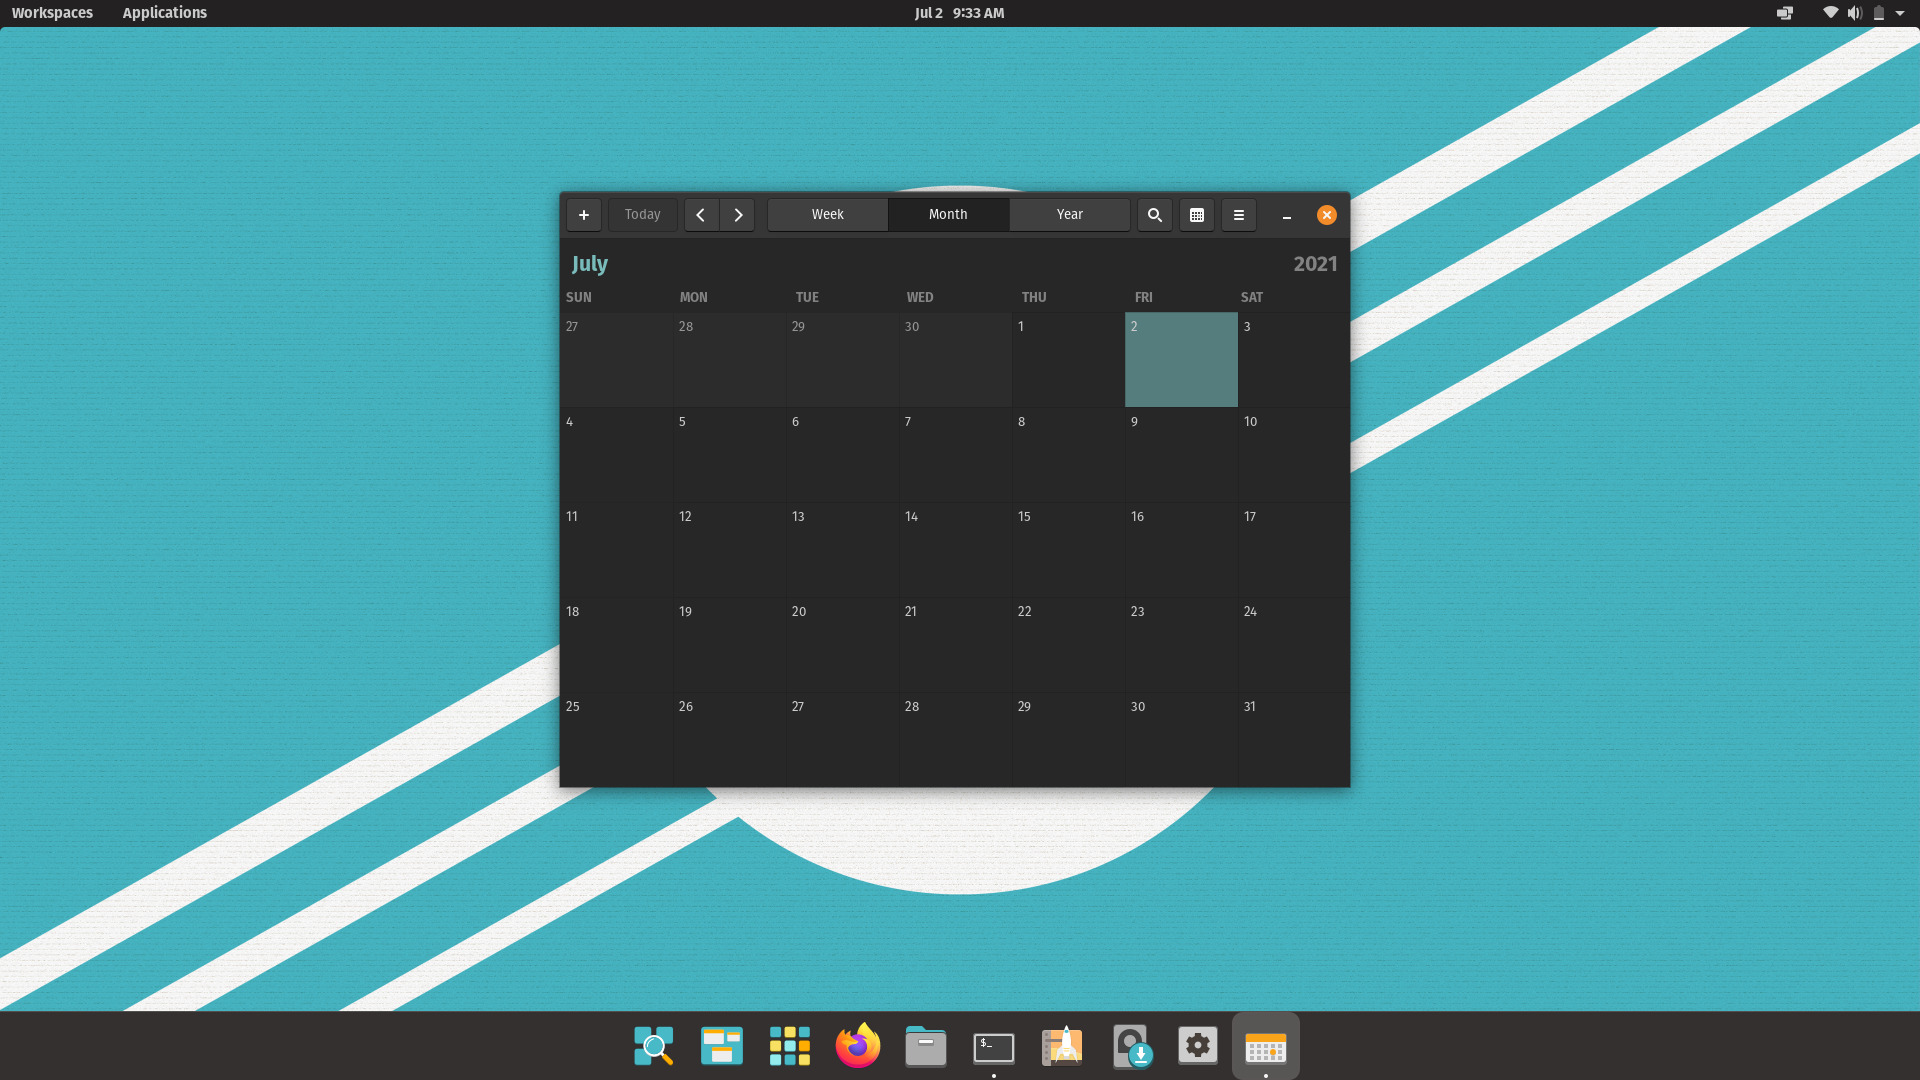 Workspaces Applications Jul 2 9:33 AM
Today Week Month Year
July 2021
SUN MON TUE WED THU FRI SAT
27 28 29 30 1 2 3
4 5 6 7 8 9 10
11 12 13 14 15 16 17
18 19 20 21 22 23 24
25 26 27 28 29 30 31
$_